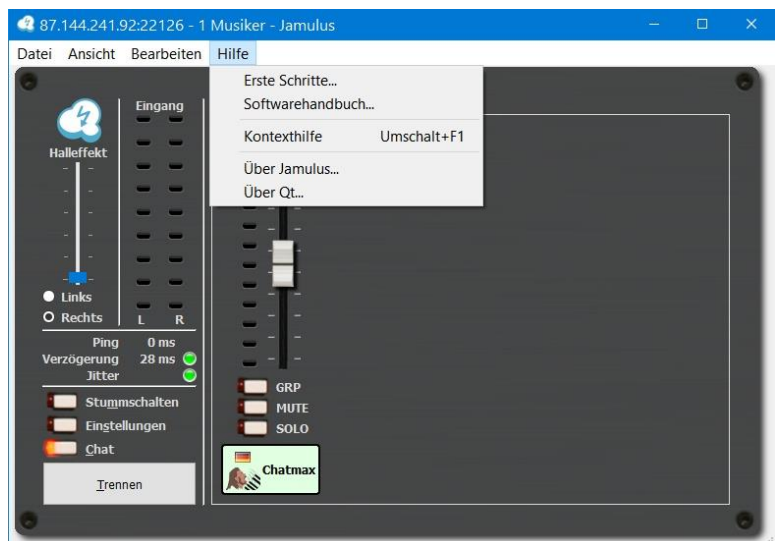 87.144.241.92:22126 - 1 Musiker - Jamulus
Datei Ansicht Bearbeiten Hilfe
Erste Schritte...
Softwarehandbuch...
Kontexthilfe Umschalt+F1
Über Jamulus...
Über Qt...
Eingang
Halleffekt
Links
Rechts
L R
Ping 0 ms
Verzögerung 28 ms
Jitter
Stummschalten
Einstellungen
Chat
Trennen
GRP
MUTE
SOLO
Chatmax